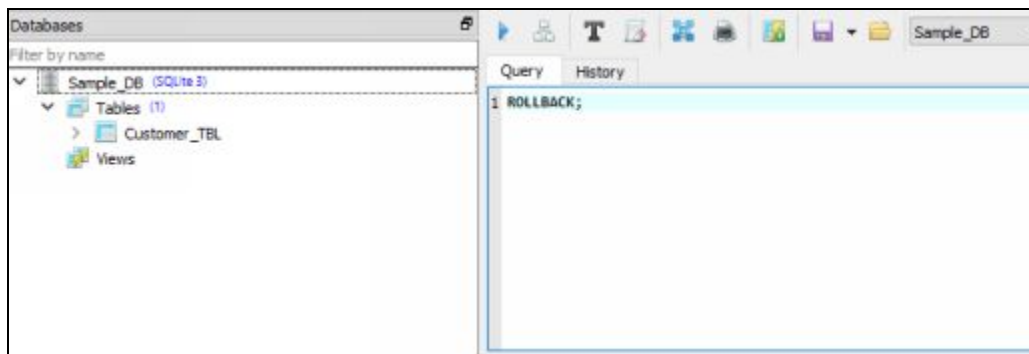 Databases
Filter by name
Sample_DB (SQLite 3)
Tables (1)
Customer_TBL
Views
T
Sample_DB
Query History
1 ROLLBACK;